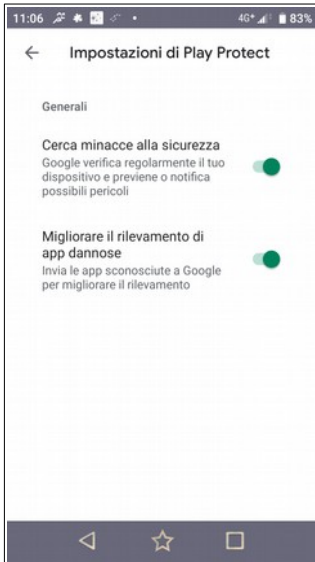 11:06 4G+ 83%
Impostazioni di Play Protect
Generali
Cerca minacce alla sicurezza
Google verifica regolarmente il tuo
dispositivo e previene o notifica
possibili pericoli
Migliorare il rilevamento di
app dannose
Invia le app sconosciute a Google
per migliorare il rilevamento